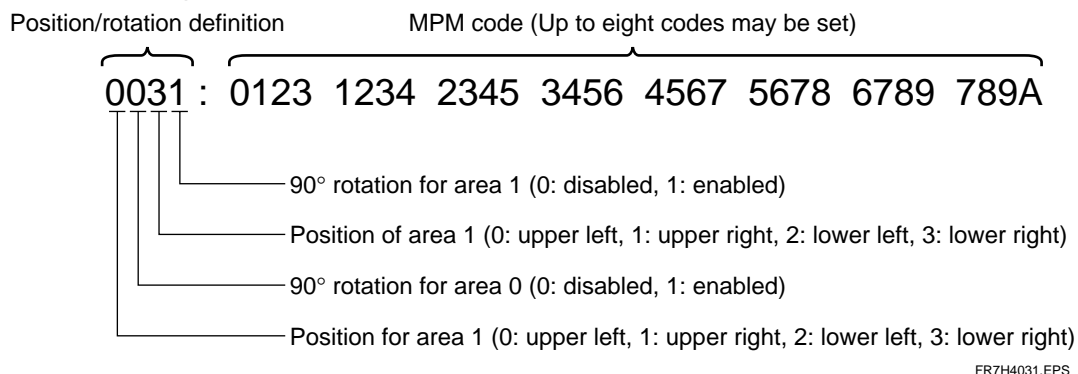 Position/rotation definition MPM code (Up to eight codes may be set)
0031 : 0123 1234 2345 3456 4567 5678 6789 789A
90° rotation for area 1 (0: disabled, 1: enabled)
Position of area 1 (0: upper left, 1: upper right, 2: lower left, 3: lower right)
90° rotation for area 0 (0: disabled, 1: enabled)
Position for area 1 (0: upper left, 1: upper right, 2: lower left, 3: lower right)
FR7H4031.EPS